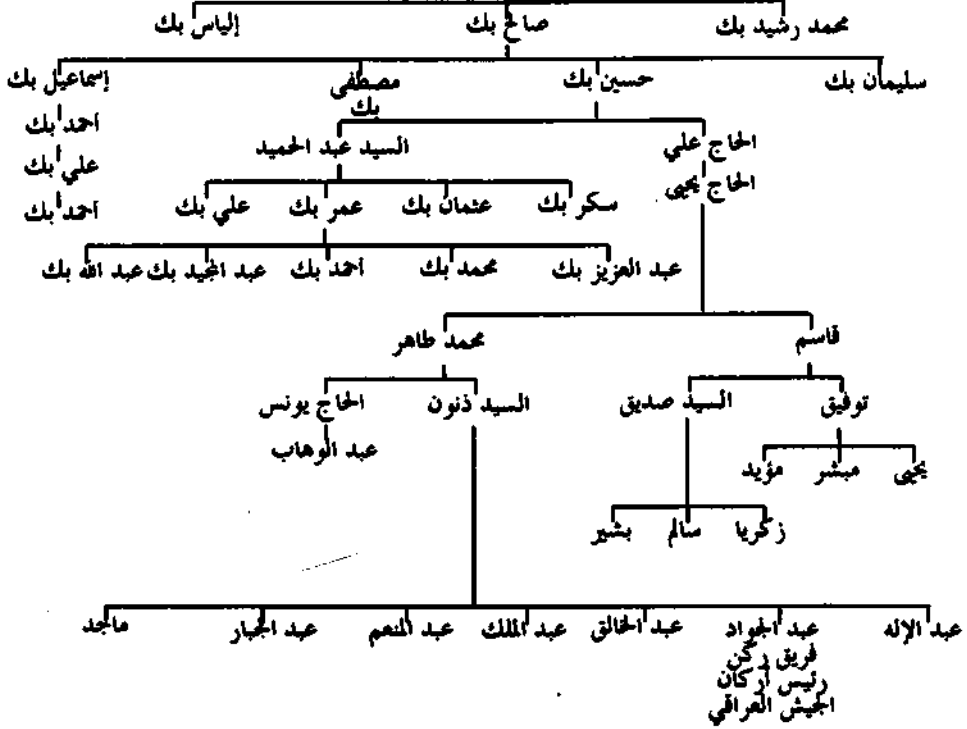 محمد رشيد بك صالح بك إلياس بك
سليمان بك حسين بك مصطفى بك إسماعيل بك
أحمد بك
علي بك
أحمد بك
الحاج علي السيد عبد الحميد
الحاج يحيى
سكر بك عثمان بك عمر بك علي بك
عبد العزيز بك محمد بك أحمد بك عبد المجيد بك عبد الله بك
قاسم محمد طاهر
توفيق السيد صديق السيد ذنون الحاج يونس
عبد الوهاب
يحيى مبشر مؤيد
زكريا سالم بشير
عبد الإله عبد الجواد عبد الخالق عبد الملك عبد المنعم عبد الجبار ماجد
فريق ركن
رئيس أركان
الجيش العراقي